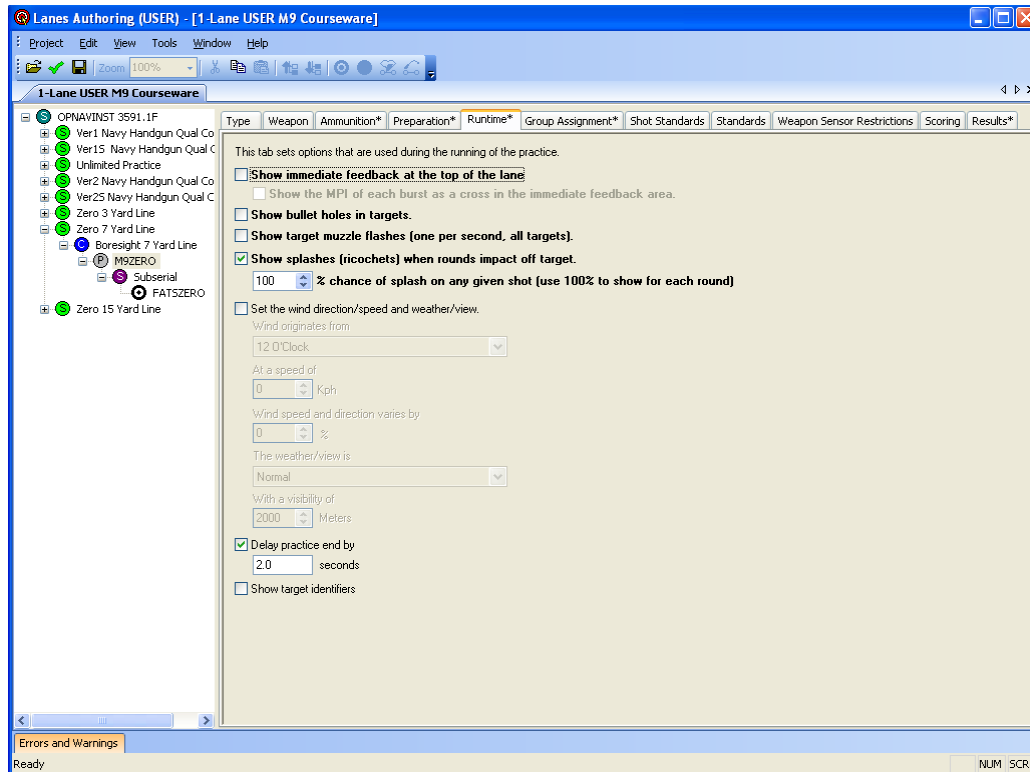 Lanes Authoring (USER) - [1-Lane USER M9 Courseware]
Project Edit View Tools Window Help
Zoom 100%
1-Lane USER M9 Courseware
OPNAVINST 3591.1F
Ver1 Navy Handgun Qual Co
Ver1S Navy Handgun Qual C
Unlimited Practice
Ver2 Navy Handgun Qual Co
Ver2S Navy Handgun Qual C
Zero 3 Yard Line
Zero 7 Yard Line
Boresight 7 Yard Line
M9ZERO
Subserial
FATSZERO
Zero 15 Yard Line
Type Weapon Ammunition* Preparation* Runtime* Group Assignment* Shot Standards Standards Weapon Sensor Restrictions Scoring Results*
This tab sets options that are used during the running of the practice.
Show immediate feedback at the top of the lane
Show the MPI of each burst as a cross in the immediate feedback area.
Show bullet holes in targets.
Show target muzzle flashes (one per second, all targets).
Show splashes (ricochets) when rounds impact off target.
100 % chance of splash on any given shot (use 100% to show for each round)
Set the wind direction/speed and weather/view.
Wind originates from
12 O'Clock
At a speed of
0 Kph
Wind speed and direction varies by
0 %
The weather/view is
Normal
With a visibility of
2000 Meters
Delay practice end by
2.0 seconds
Show target identifiers
Errors and Warnings
Ready NUM SCR